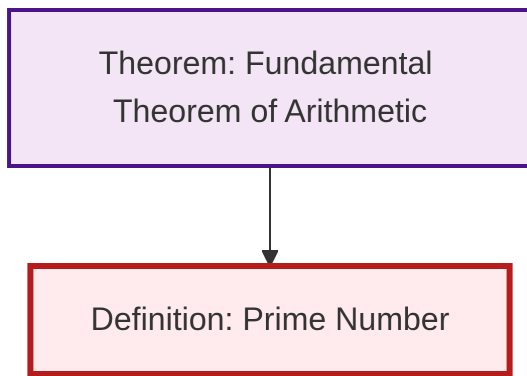 Theorem: Fundamental
Theorem of Arithmetic
Definition: Prime Number